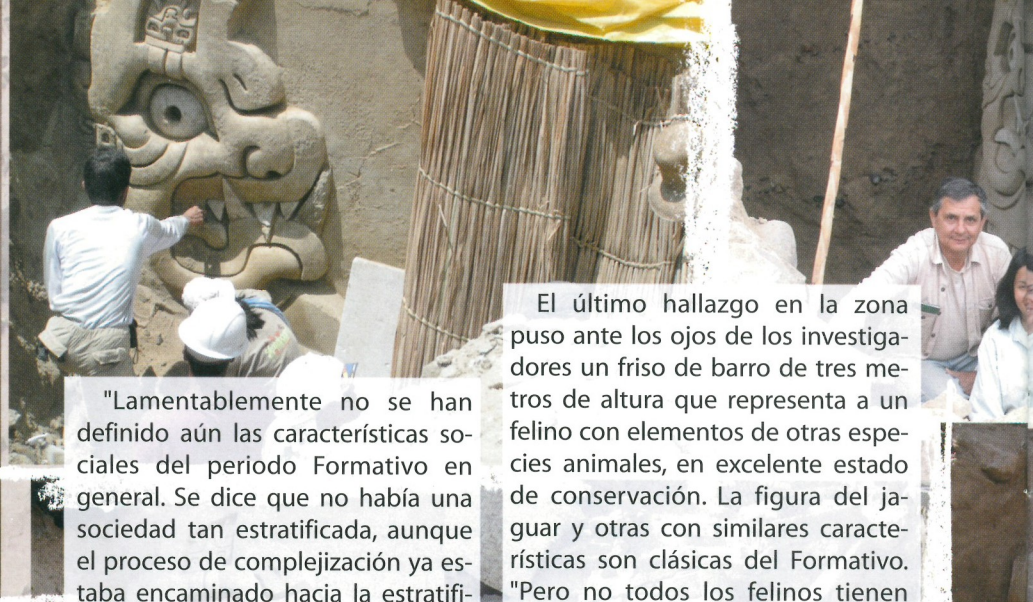 "Lamentablemente no se han
definido aún las características so-
ciales del periodo Formativo en
general. Se dice que no había una
sociedad tan estratificada, aunque
el proceso de complejización ya es-
taba encaminado hacia la estratifi-
El último hallazgo en la zona
puso ante los ojos de los investiga-
dores un friso de barro de tres me-
tros de altura que representa a un
felino con elementos de otras espe-
cies animales, en excelente estado
de conservación. La figura del ja-
guar y otras con similares caracte-
rísticas son clásicas del Formativo.
"Pero no todos los felinos tienen